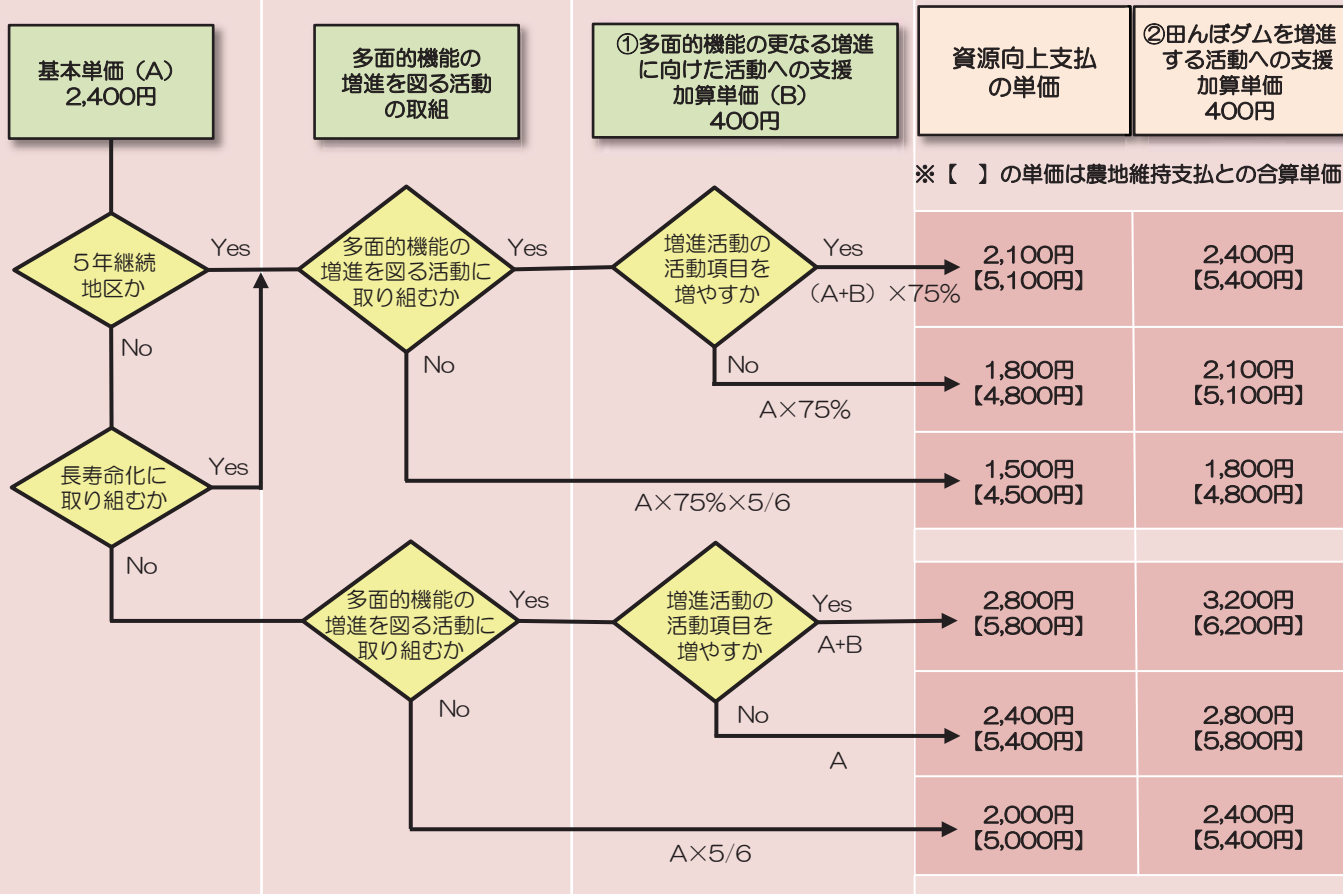 基本単価（A）
2,400円
多面的機能の
増進を図る活動
の取組
①多面的機能の更なる増進
に向けた活動への支援
加算単価（B）
400円
資源向上支払
の単価
②田んぼダムを増進
する活動への支援
加算単価
400円
※【　】の単価は農地維持支払との合算単価
５年継続
地区か
Yes
No
多面的機能の
増進を図る活動に
取り組むか
Yes
No
増進活動の
活動項目を
増やすか
Yes
（A+B）×75%
No
A×75%
A×75%×5/6
2,100円
【5,100円】
2,400円
【5,400円】
1,800円
【4,800円】
2,100円
【5,100円】
1,500円
【4,500円】
1,800円
【4,800円】
長寿命化に
取り組むか
Yes
No
多面的機能の
増進を図る活動に
取り組むか
Yes
No
増進活動の
活動項目を
増やすか
Yes
A+B
No
A
A×5/6
2,800円
【5,800円】
3,200円
【6,200円】
2,400円
【5,400円】
2,800円
【5,800円】
2,000円
【5,000円】
2,400円
【5,400円】